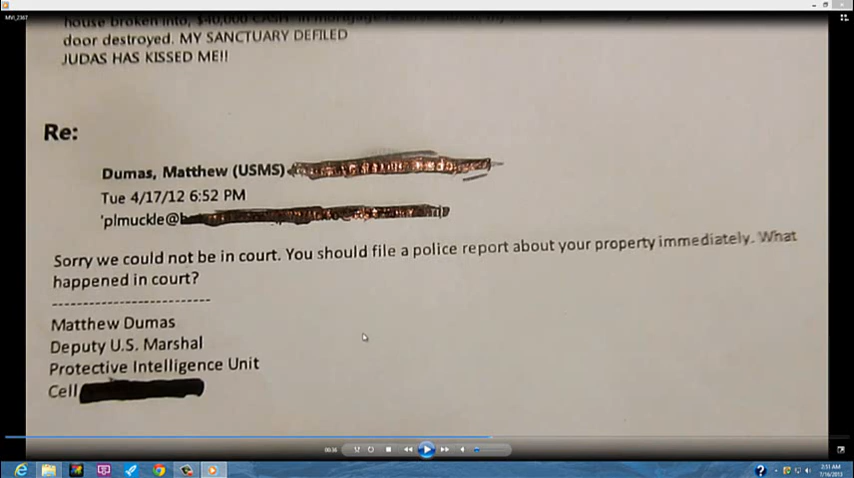 MVI_2367
house broken into, $40,000 CASH in mortgage
door destroyed. MY SANCTUARY DEFILED
JUDAS HAS KISSED ME!!
Re:
Dumas, Matthew (USMS)
Tue 4/17/12 6:52 PM
'plmuckle@
Sorry we could not be in court. You should file a police report about your property immediately. What
happened in court?
-------------------------
Matthew Dumas
Deputy U.S. Marshal
Protective Intelligence Unit
Cell
00:36
2:51 AM
7/16/2013